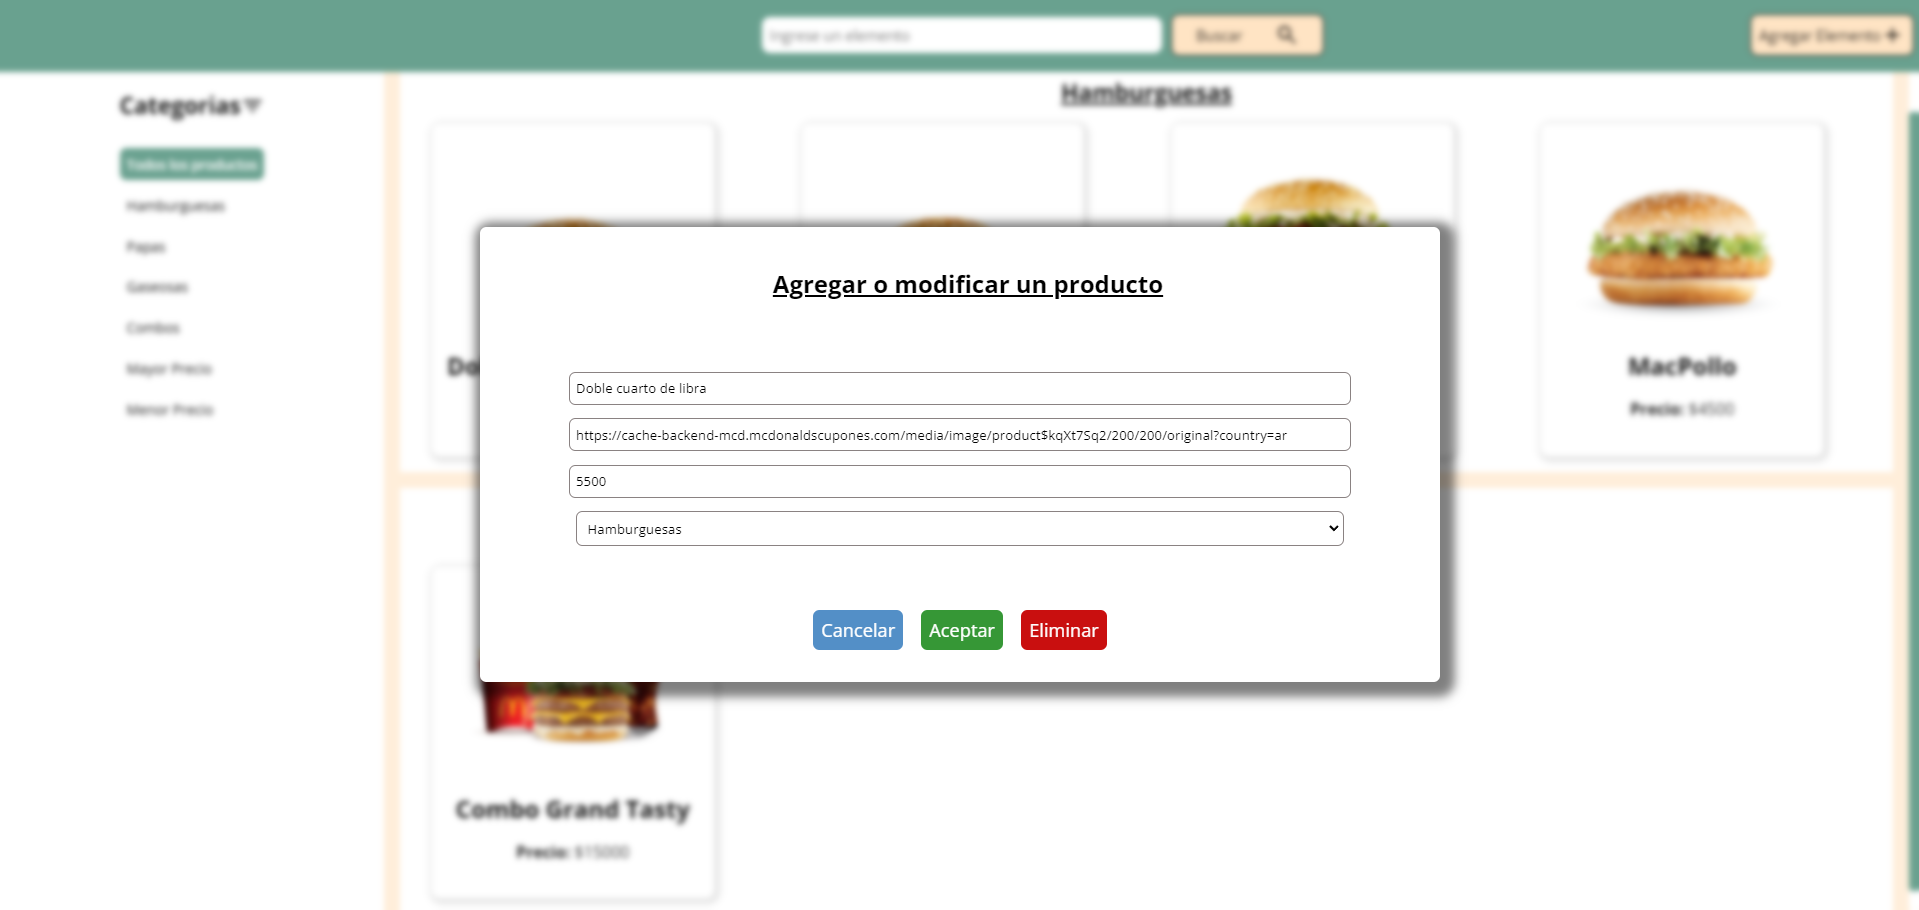 Ingrese un elemento
Buscar
Agregar Elemento +
Categorias
Todos los productos
Hamburguesas
Papas
Gaseosas
Combos
Mayor Precio
Menor Precio
Hamburguesas
MacPollo
Precio: $4500
Agregar o modificar un producto
Doble cuarto de libra
https://cache-backend-mcd.mcdonaldscupones.com/media/image/product$kqXt7Sq2/200/200/original?country=ar
5500
Hamburguesas
Cancelar
Aceptar
Eliminar
Combo Grand Tasty
Precio: $15000